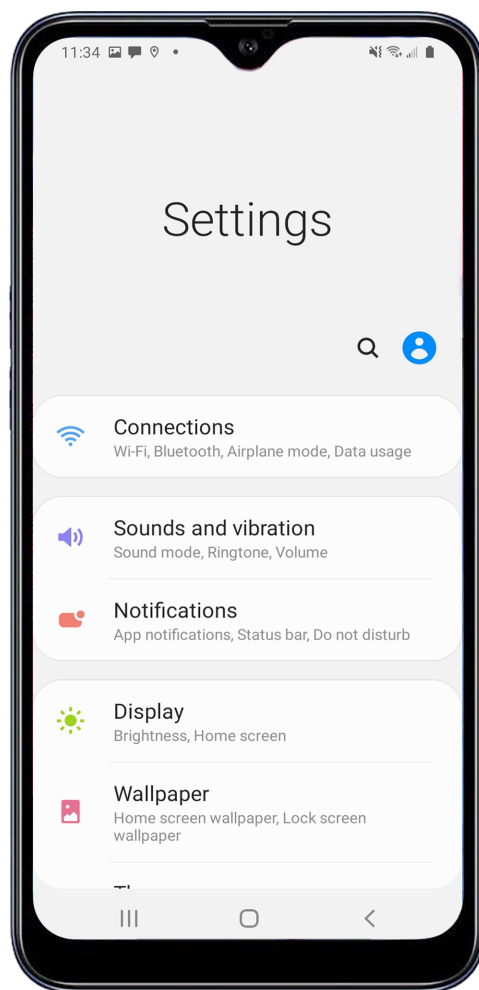 11:34
Settings
Connections
Wi-Fi, Bluetooth, Airplane mode, Data usage
Sounds and vibration
Sound mode, Ringtone, Volume
Notifications
App notifications, Status bar, Do not disturb
Display
Brightness, Home screen
Wallpaper
Home screen wallpaper, Lock screen
wallpaper